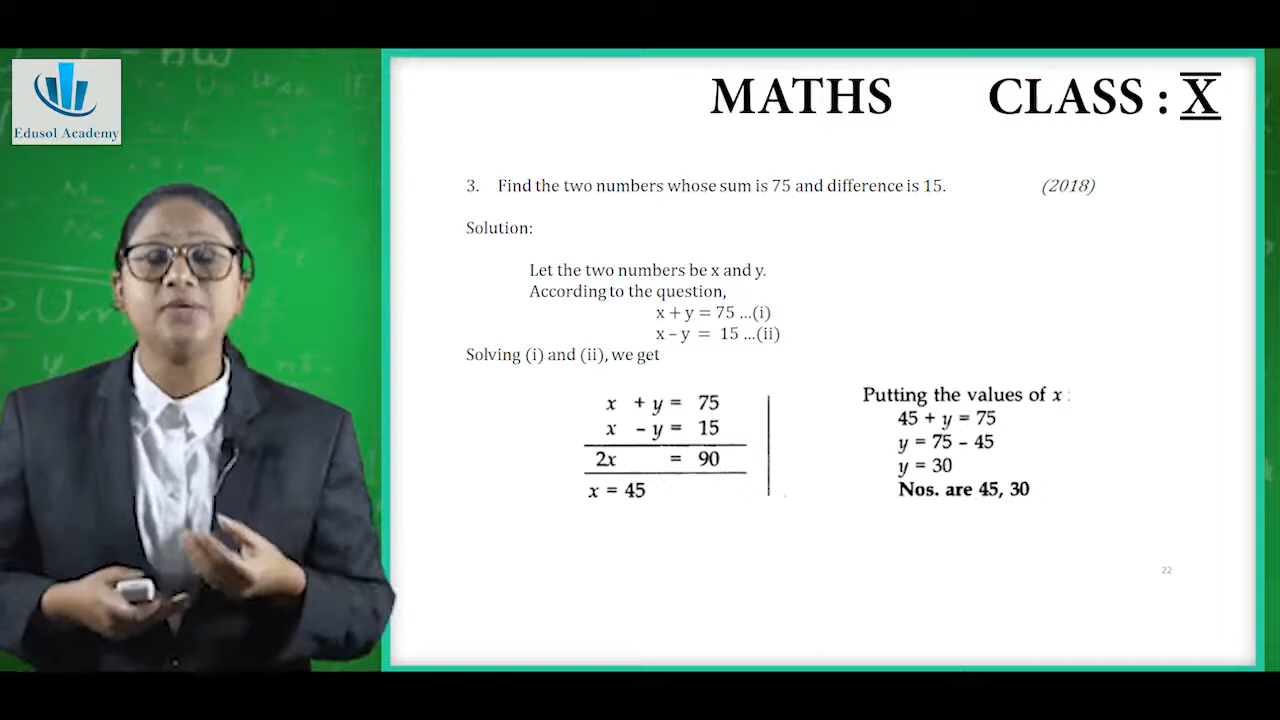 Edusol Academy
MATHS CLASS : X
3. Find the two numbers whose sum is 75 and difference is 15. (2018)
Solution:
Let the two numbers be x and y.
According to the question,
x + y = 75 ...(i)
x – y = 15 ...(ii)
Solving (i) and (ii), we get
x + y = 75
x - y = 15
2x = 90
x = 45
Putting the values of x
45 + y = 75
y = 75 - 45
y = 30
Nos. are 45, 30
22